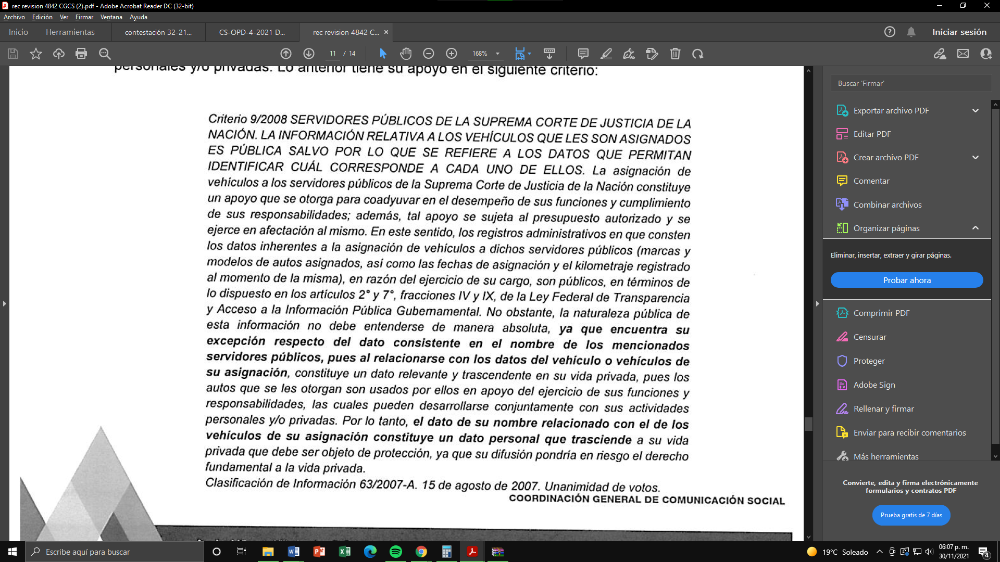 rec revision 4842 CGCS (2).pdf - Adobe Acrobat Reader DC (32-bit)
Archivo Edición Ver Firmar Ventana Ayuda
Inicio Herramientas contestación 32-21... CS-OPD-4-2021 D... rec revision 4842 C... Iniciar sesión
11 / 14 168%
personales y/o privadas. Lo anterior tiene su apoyo en el siguiente criterio:
Criterio 9/2008 SERVIDORES PÚBLICOS DE LA SUPREMA CORTE DE JUSTICIA DE LA
NACIÓN. LA INFORMACIÓN RELATIVA A LOS VEHÍCULOS QUE LES SON ASIGNADOS
ES PÚBLICA SALVO POR LO QUE SE REFIERE A LOS DATOS QUE PERMITAN
IDENTIFICAR CUÁL CORRESPONDE A CADA UNO DE ELLOS. La asignación de
vehículos a los servidores públicos de la Suprema Corte de Justicia de la Nación constituye
un apoyo que se otorga para coadyuvar en el desempeño de sus funciones y cumplimiento
de sus responsabilidades; además, tal apoyo se sujeta al presupuesto autorizado y se
ejerce en afectación al mismo. En este sentido, los registros administrativos en que consten
los datos inherentes a la asignación de vehículos a dichos servidores públicos (marcas y
modelos de autos asignados, así como las fechas de asignación y el kilometraje registrado
al momento de la misma), en razón del ejercicio de su cargo, son públicos, en términos de
lo dispuesto en los artículos 2° y 7°, fracciones IV y IX, de la Ley Federal de Transparencia
y Acceso a la Información Pública Gubernamental. No obstante, la naturaleza pública de
esta información no debe entenderse de manera absoluta, ya que encuentra su
excepción respecto del dato consistente en el nombre de los mencionados
servidores públicos, pues al relacionarse con los datos del vehículo o vehículos de
su asignación, constituye un dato relevante y trascendente en su vida privada, pues los
autos que se les otorgan son usados por ellos en apoyo del ejercicio de sus funciones y
responsabilidades, las cuales pueden desarrollarse conjuntamente con sus actividades
personales y/o privadas. Por lo tanto, el dato de su nombre relacionado con el de los
vehículos de su asignación constituye un dato personal que trasciende a su vida
privada que debe ser objeto de protección, ya que su difusión pondría en riesgo el derecho
fundamental a la vida privada.
Clasificación de Información 63/2007-A. 15 de agosto de 2007. Unanimidad de votos.
COORDINACIÓN GENERAL DE COMUNICACIÓN SOCIAL
Buscar 'Firmar'
Exportar archivo PDF
Editar PDF
Crear archivo PDF
Comentar
Combinar archivos
Organizar páginas
Eliminar, insertar, extraer y girar páginas.
Probar ahora
Comprimir PDF
Censurar
Proteger
Adobe Sign
Rellenar y firmar
Enviar para recibir comentarios
Más herramientas
Convierte, edita y firma electrónicamente
formularios y contratos PDF
Prueba gratis de 7 días
Escribe aquí para buscar
19°C Soleado
06:07 p. m.
30/11/2021
4